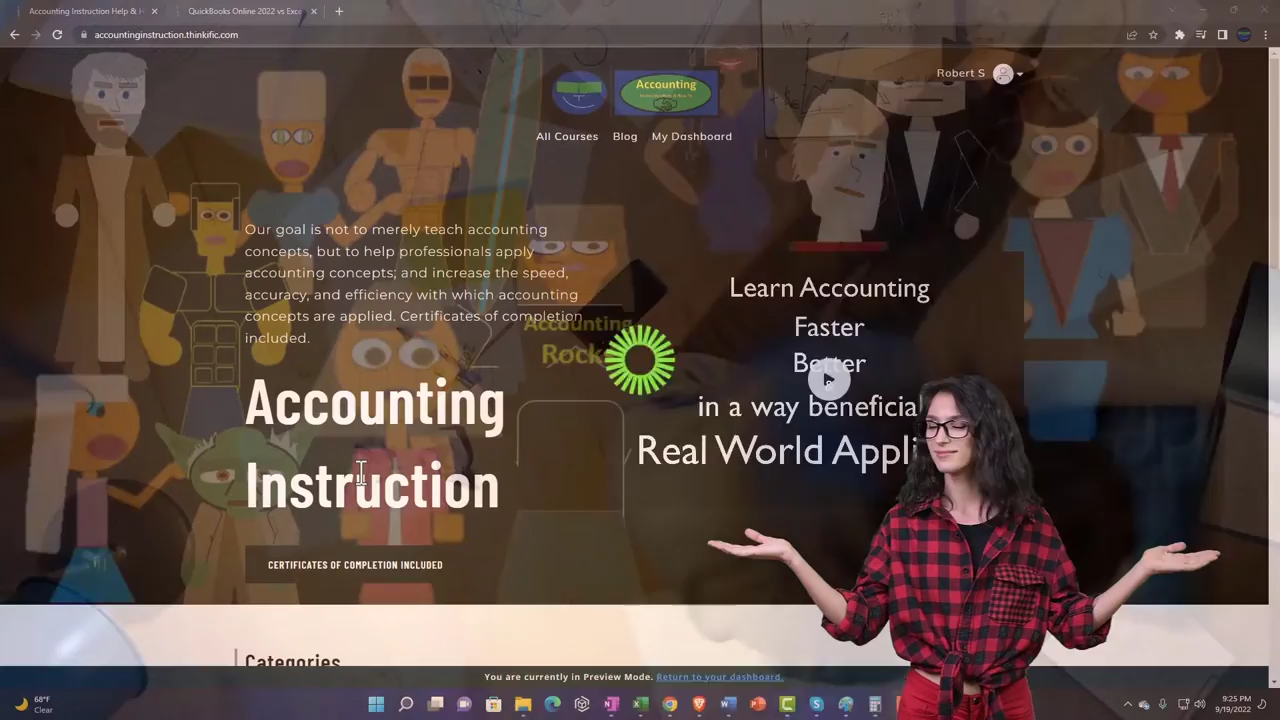 Accounting Instruction Help & H
QuickBooks Online 2022 vs Exce
accountinginstruction.thinkific.com
Robert S
Accounting
All Courses
Blog
My Dashboard
Our goal is not to merely teach accounting
concepts, but to help professionals apply
accounting concepts; and increase the speed,
accuracy, and efficiency with which accounting
concepts are applied. Certificates of completion
included.
Accounting
Instruction
CERTIFICATES OF COMPLETION INCLUDED
Accounting
Rock
Learn Accounting
Faster
Better
&
in a way beneficial
Real World Appli
Categories
You are currently in Preview Mode. Return to your dashboard.
68°F
Clear
9:25 PM
9/19/2022